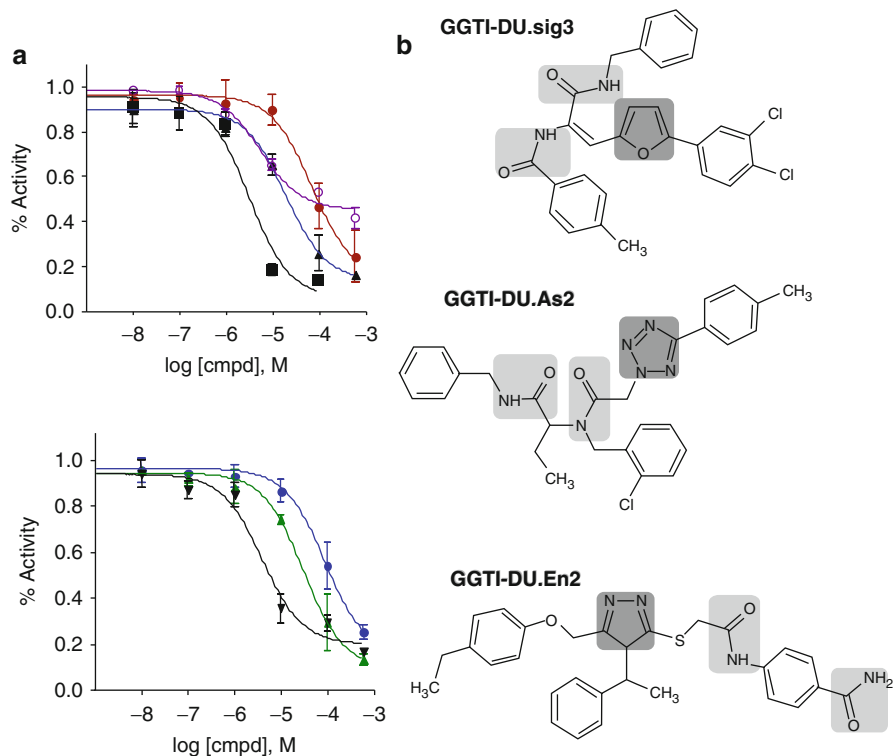 a
1.0
0.8
0.6
0.4
0.2
0.0
% Activity
−8 −7 −6 −5 −4 −3
log [cmpd], M
1.0
0.8
0.6
0.4
0.2
0.0
% Activity
−8 −7 −6 −5 −4 −3
log [cmpd], M
b
GGTI-DU.sig3
O
NH
NH
O
O
Cl
Cl
CH3
GGTI-DU.As2
CH3
N
N
N
N
O
O
NH
N
CH3
Cl
GGTI-DU.En2
N N
O
S
O
NH
NH2
O
H3C
CH3